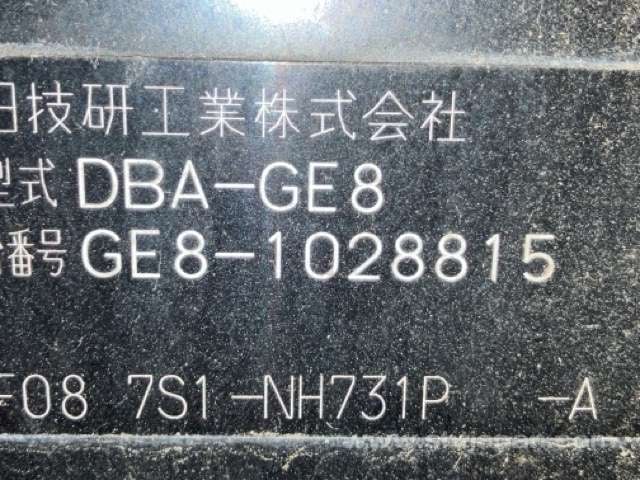 田技研工業株式会社
型式 DBA-GE8
番号 GE8-1028815
F08 7S1-NH731P -A